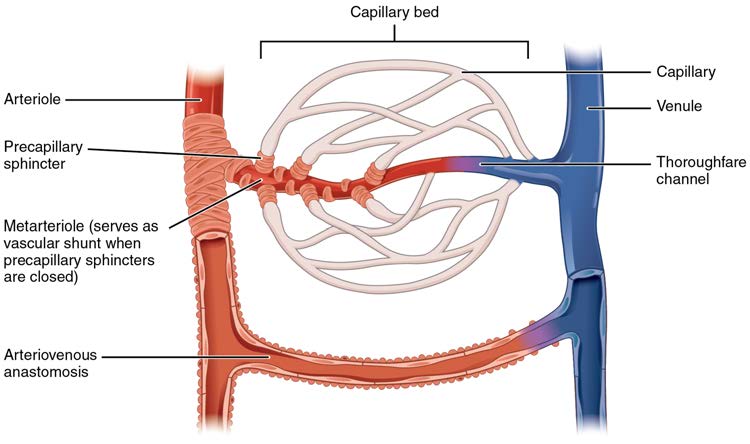 Capillary bed
Arteriole
Precapillary
sphincter
Metarteriole (serves as
vascular shunt when
precapillary sphincters
are closed)
Arteriovenous
anastomosis
Capillary
Venule
Thoroughfare
channel